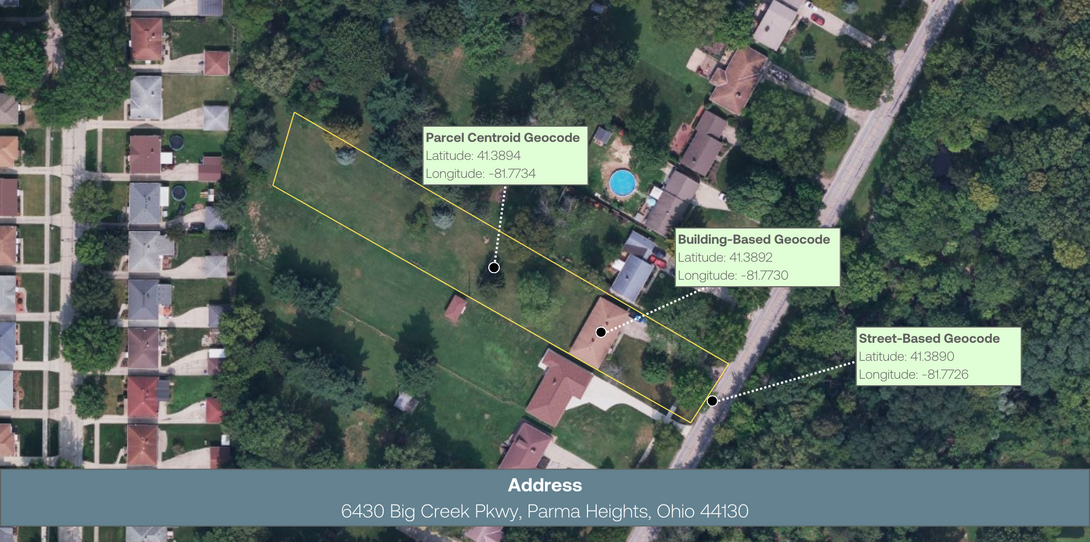 Parcel Centroid Geocode
Latitude: 41.3894
Longitude: -81.7734
Building-Based Geocode
Latitude: 41.3892
Longitude: -81.7730
Street-Based Geocode
Latitude: 41.3890
Longitude: -81.7726
Address
6430 Big Creek Pkwy, Parma Heights, Ohio 44130